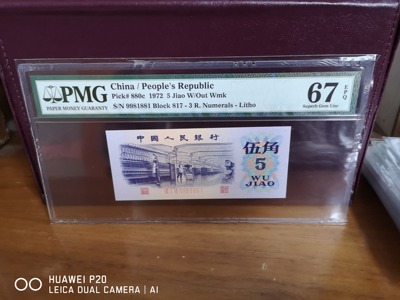 PMG
PAPER MONEY GUARANTY
China / People's Republic
Pick# 880c 1972 5 Jiao W/Out Wmk
S/N 9981881 Block 817 - 3 R. Numerals - Litho
67 EPQ
Superb Gem Unc
中国人民银行
伍角
5
WU
JIAO
HUAWEI P20
LEICA DUAL CAMERA | AI